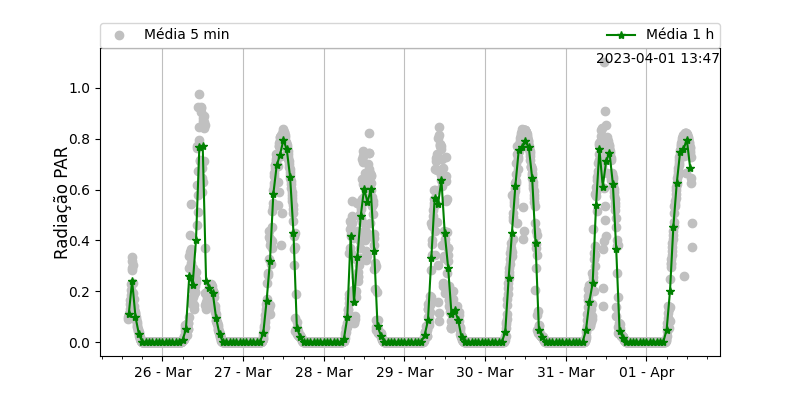 Média 5 min
Média 1 h
2023-04-01 13:47
Radiação PAR
1.0
0.8
0.6
0.4
0.2
0.0
26 - Mar
27 - Mar
28 - Mar
29 - Mar
30 - Mar
31 - Mar
01 - Apr